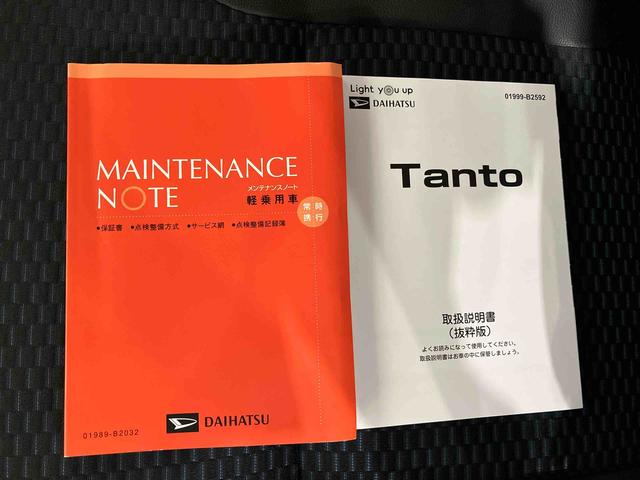 MAINTENANCE
NOTE
メンテナンスノート
軽乗用車
常時
携行
•保証書 •点検整備方式 •サービス網 •点検整備記録簿
01989-B2032
DAIHATSU
Light you up
DAIHATSU
01999-B2592
Tanto
取扱説明書
（抜粋版）
よくお読みになって使用してください。
取扱説明書はお車の中に保管しましょう。